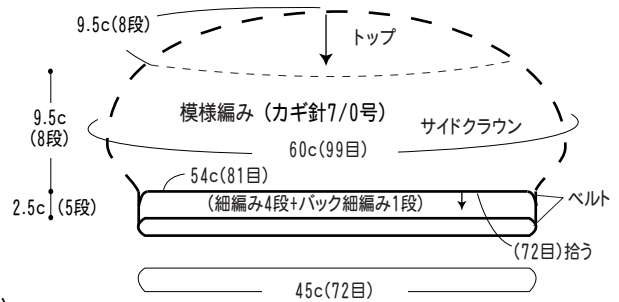 9.5c(8段)
トップ
模様編み (カギ針7/0号)
9.5c
(8段)
サイドクラウン
60c(99目)
54c(81目)
2.5c (5段)
(細編み4段+バック細編み1段)
ベルト
(72目)拾う
45c(72目)